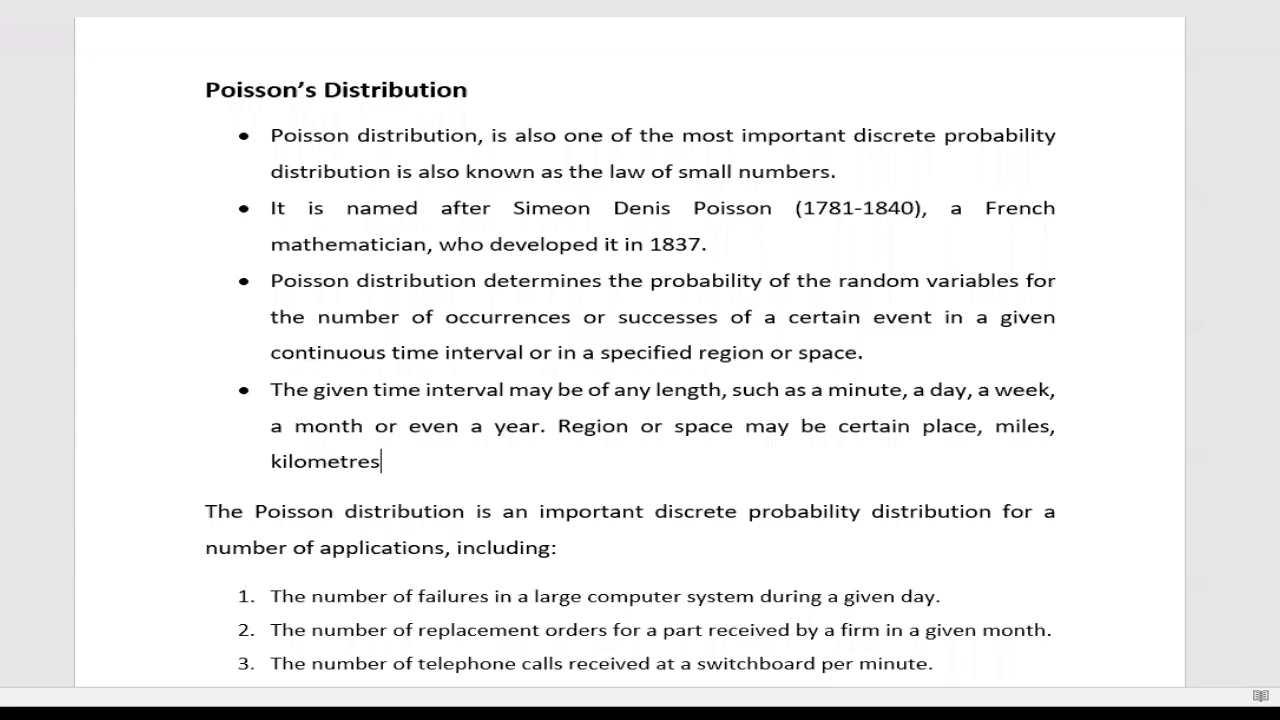 Poisson’s Distribution
● Poisson distribution, is also one of the most important discrete probability
distribution is also known as the law of small numbers.
● It is named after Simeon Denis Poisson (1781-1840), a French
mathematician, who developed it in 1837.
● Poisson distribution determines the probability of the random variables for
the number of occurrences or successes of a certain event in a given
continuous time interval or in a specified region or space.
● The given time interval may be of any length, such as a minute, a day, a week,
a month or even a year. Region or space may be certain place, miles,
kilometres
The Poisson distribution is an important discrete probability distribution for a
number of applications, including:
1. The number of failures in a large computer system during a given day.
2. The number of replacement orders for a part received by a firm in a given month.
3. The number of telephone calls received at a switchboard per minute.